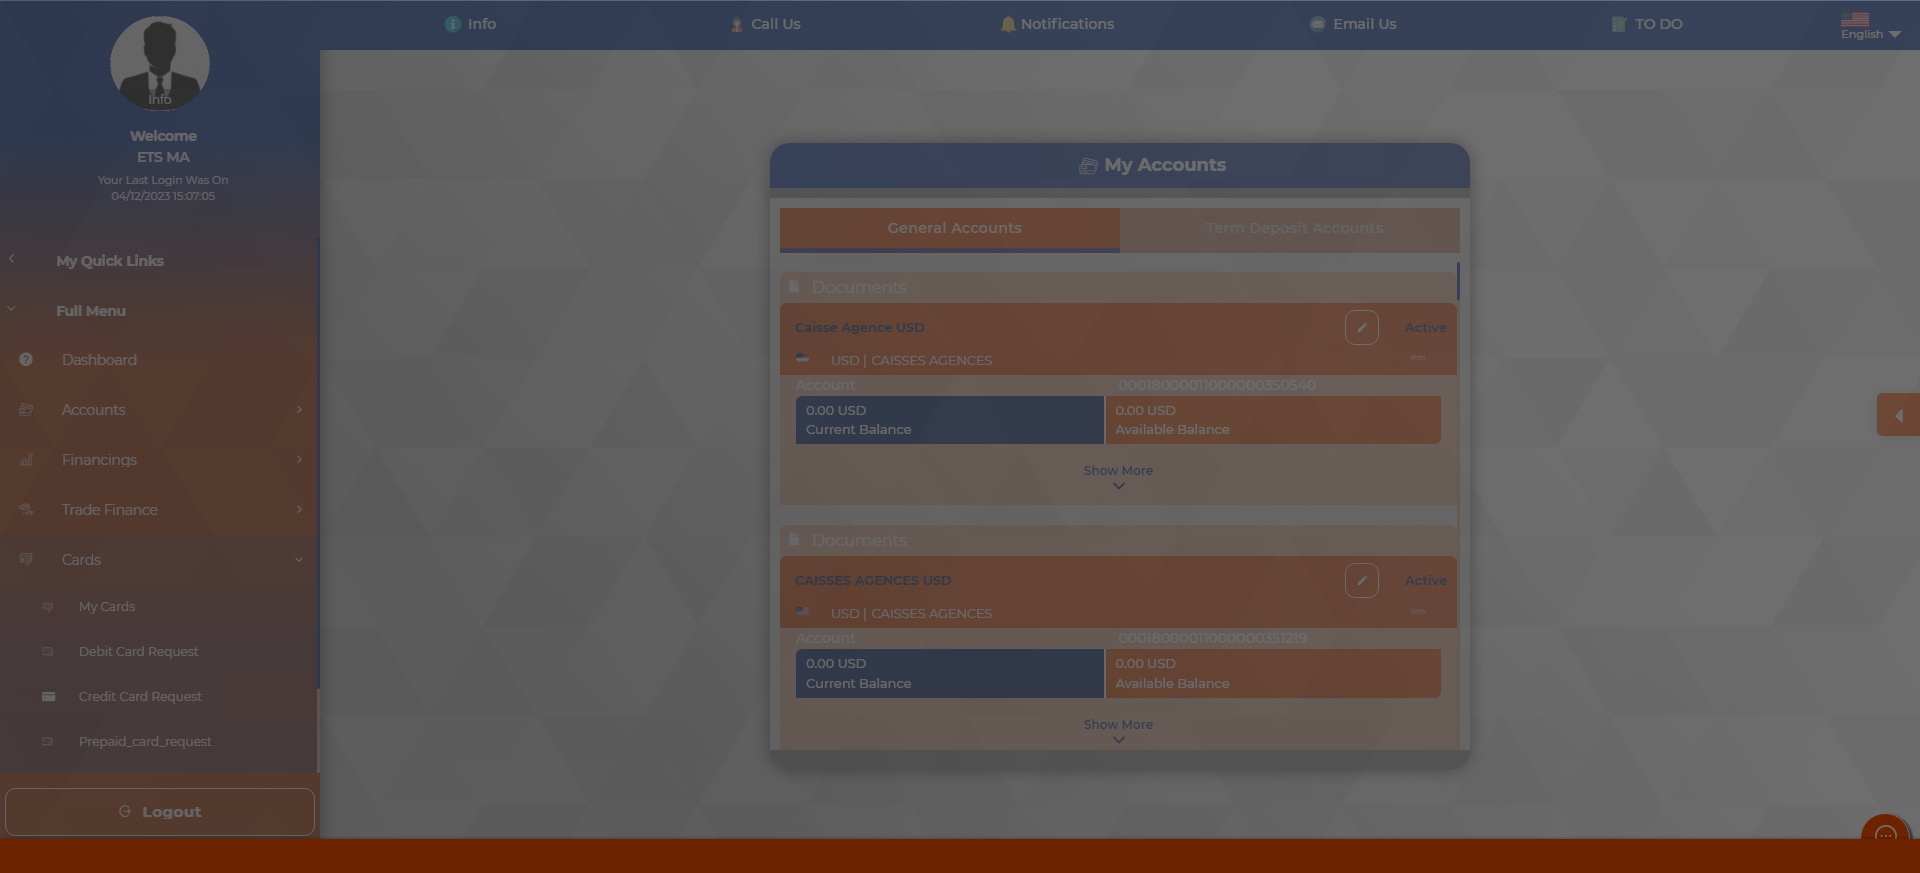 Info
Call Us
Notifications
Email Us
TO DO
English
Info
Welcome
ETS MA
Your Last Login Was On
04/12/2023 15:07:05
My Quick Links
Full Menu
Dashboard
Accounts
Financings
Trade Finance
Cards
My Cards
Debit Card Request
Credit Card Request
Prepaid_card_request
Logout
My Accounts
General Accounts
Term Deposit Accounts
Documents
Caisse Agence USD
Active
USD | CAISSES AGENCES
Account
00018000011000000350540
0.00 USD
Current Balance
0.00 USD
Available Balance
Show More
Documents
CAISSES AGENCES USD
Active
USD | CAISSES AGENCES
Account
00018000011000000351219
0.00 USD
Current Balance
0.00 USD
Available Balance
Show More